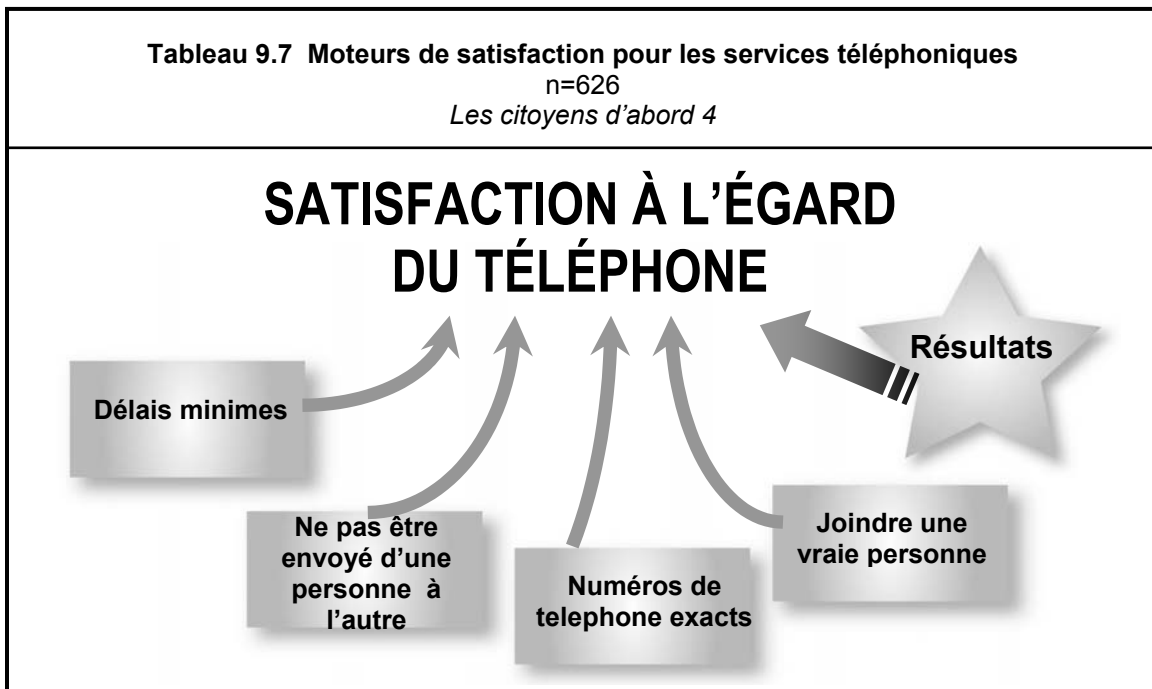 Tableau 9.7  Moteurs de satisfaction pour les services téléphoniques
n=626
Les citoyens d’abord 4
SATISFACTION À L’ÉGARD
DU TÉLÉPHONE
Résultats
Délais minimes
Ne pas être
envoyé d’une
personne à
l’autre
Numéros de
telephone exacts
Joindre une
vraie personne